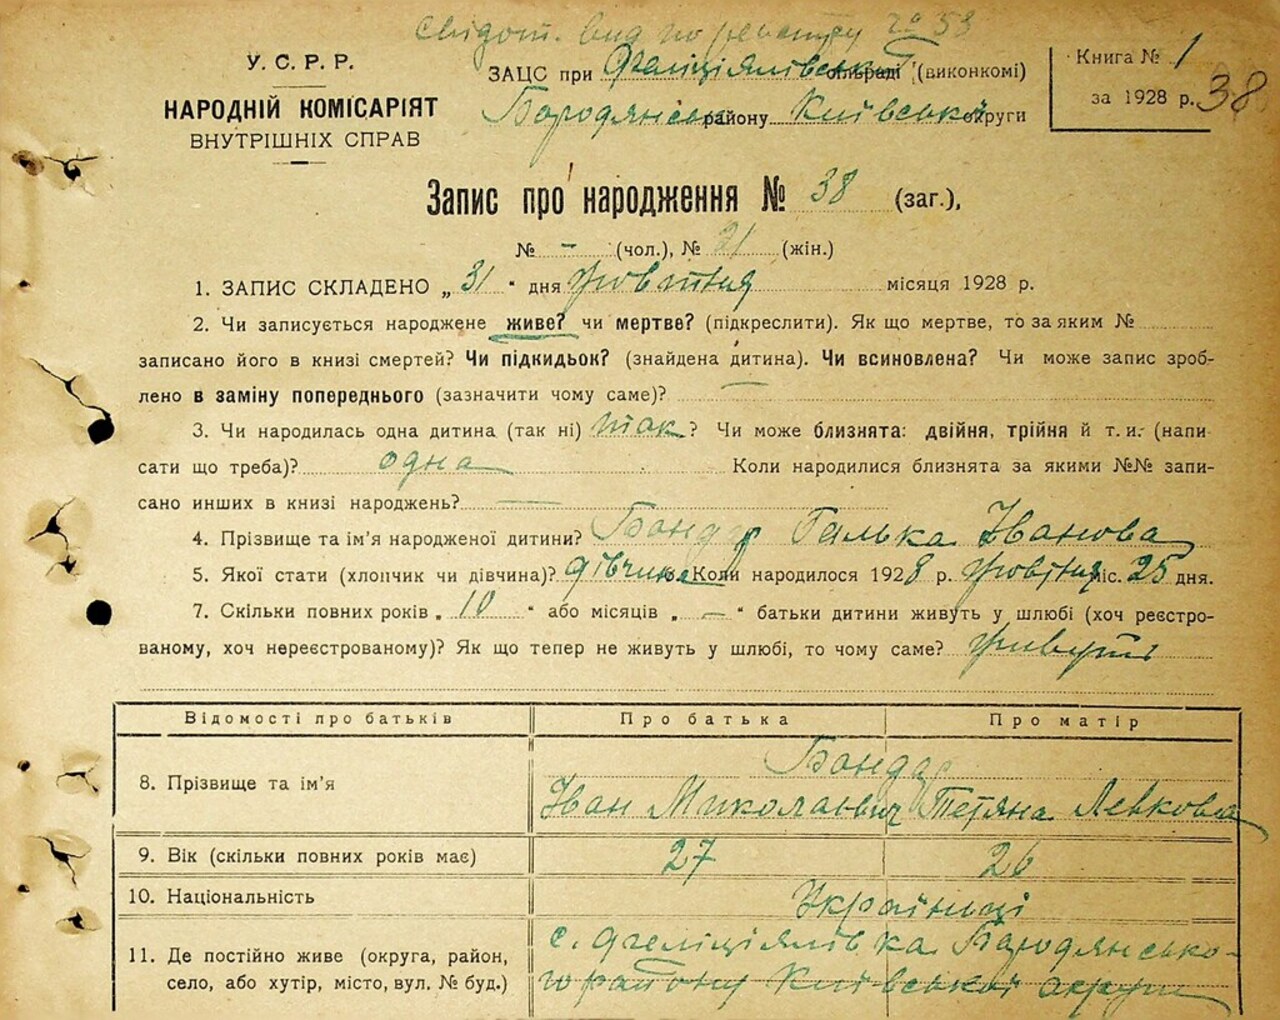 Свідот. вид по реєстру № 53
У. С. Р. Р.
НАРОДНІЙ КОМІСАРІЯТ
ВНУТРІШНІХ СПРАВ
ЗАЦС при сільраді (виконкомі)
Бородянського району Київської округи
Книга № 1
за 1928 р. 38
Запис про народження № 38 (заг.),
№ - (чол.), № 21 (жін.)
1. ЗАПИС СКЛАДЕНО „ 31 “ дня жовтня місяця 1928 р.
2. Чи записується народжене живе? чи мертве? (підкреслити). Як що мертве, то за яким №
записано його в книзі смертей? Чи підкидьок? (знайдена дитина). Чи всиновлена? Чи може запис зроб-
лено в заміну попереднього (зазначити чому саме)? —
3. Чи народилась одна дитина (так ні) так? Чи може близнята: двійня, трійня й т. и. (напи-
сати що треба)? одна Коли народилися близнята за якими №№ запи-
сано инших в книзі народжень? —
4. Прізвище та ім’я народженої дитини? Бондар Галька Іванова
5. Якої стати (хлопчик чи дівчина)? дівчина Коли народилося 1928 р. жовтня міс. 25 дня.
7. Скільки повних років „ 10 “ або місяців „ — “ батьки дитини живуть у шлюбі (хоч реєстро-
ваному, хоч нереєстрованому)? Як що тепер не живуть у шлюбі, то чому саме? живуть
Відомості про батьків Про батька Про матір
Бондар
8. Прізвище та ім’я Іван Миколаєвич Тетяна Левкова
9. Вік (скільки повних років має) 27 26
10. Національність Українці
11. Де постійно живе (округа, район, с. Бородянсько-
село, або хутір, місто, вул. № буд.) го району Київської округи